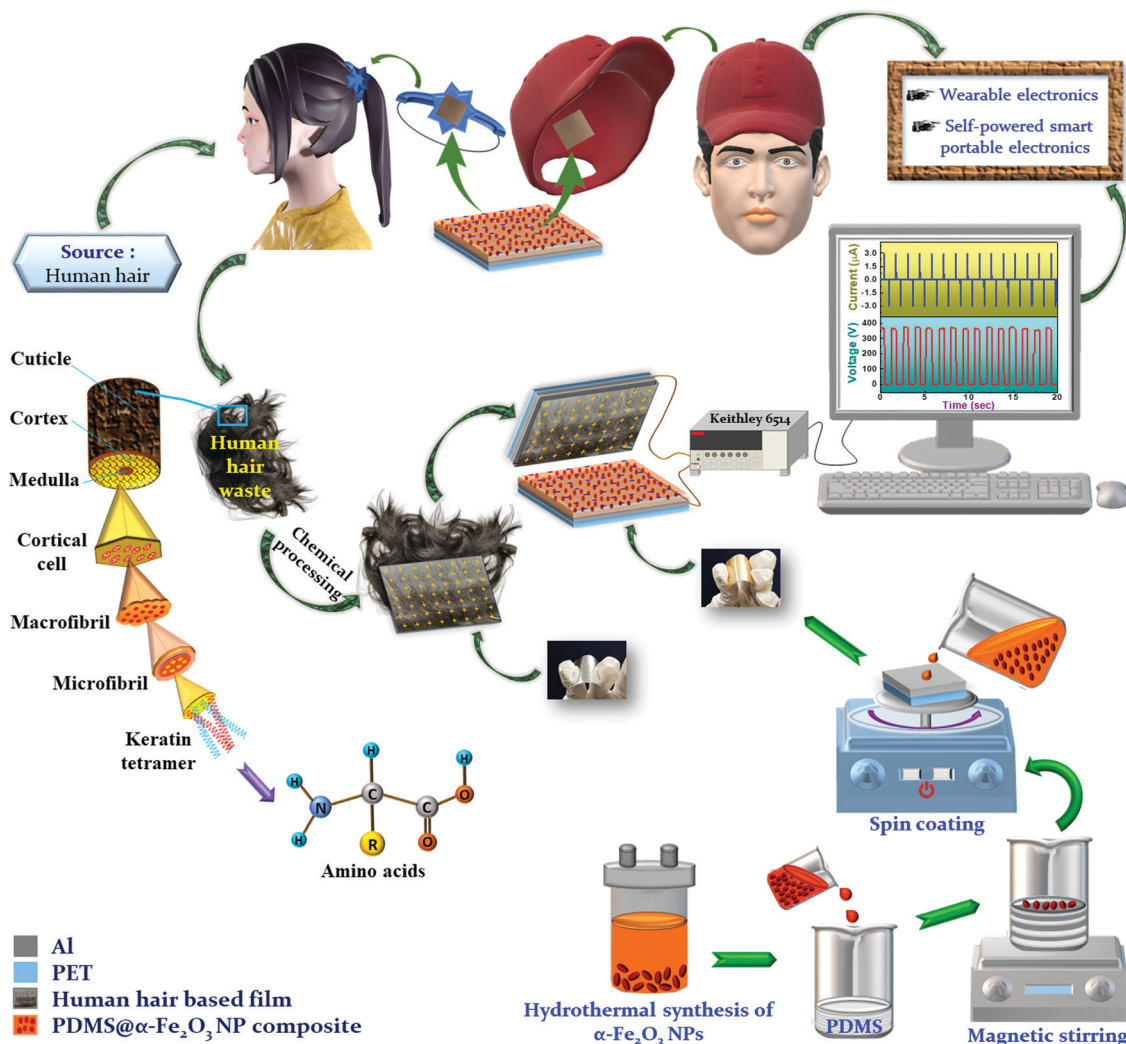 Wearable electronics
Self-powered smart
portable electronics
B
Source :
Human hair
Current (µA)
3.0
1.5
0.0
-1.5
-3.0
Voltage (V)
400
300
200
100
0
0
5
10
15
20
Time (sec)
Cuticle
Cortex
Medulla
Cortical
cell
Macrofibril
Microfibril
Keratin
tetramer
Human
hair
waste
Chemical
processing
Keithley 6514
H
H
H
H
N
C
C
O
R
O
Amino acids
Spin coating
Hydrothermal synthesis of
α-Fe₂O₃ NPs
PDMS
Magnetic stirring
Al
PET
Human hair based film
PDMS@α-Fe₂O₃ NP composite